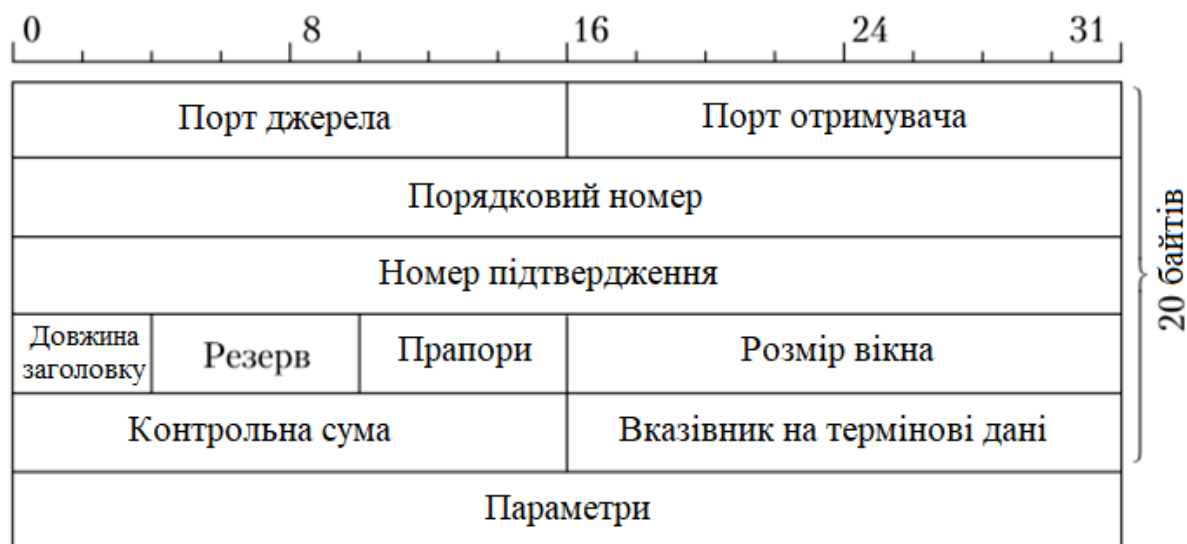 0 8 16 24 31
Порт джерела Порт отримувача
Порядковий номер
Номер підтвердження
Довжина
заголовку Резерв Прапори Розмір вікна
Контрольна сума Вказівник на термінові дані
Параметри
20 байтів